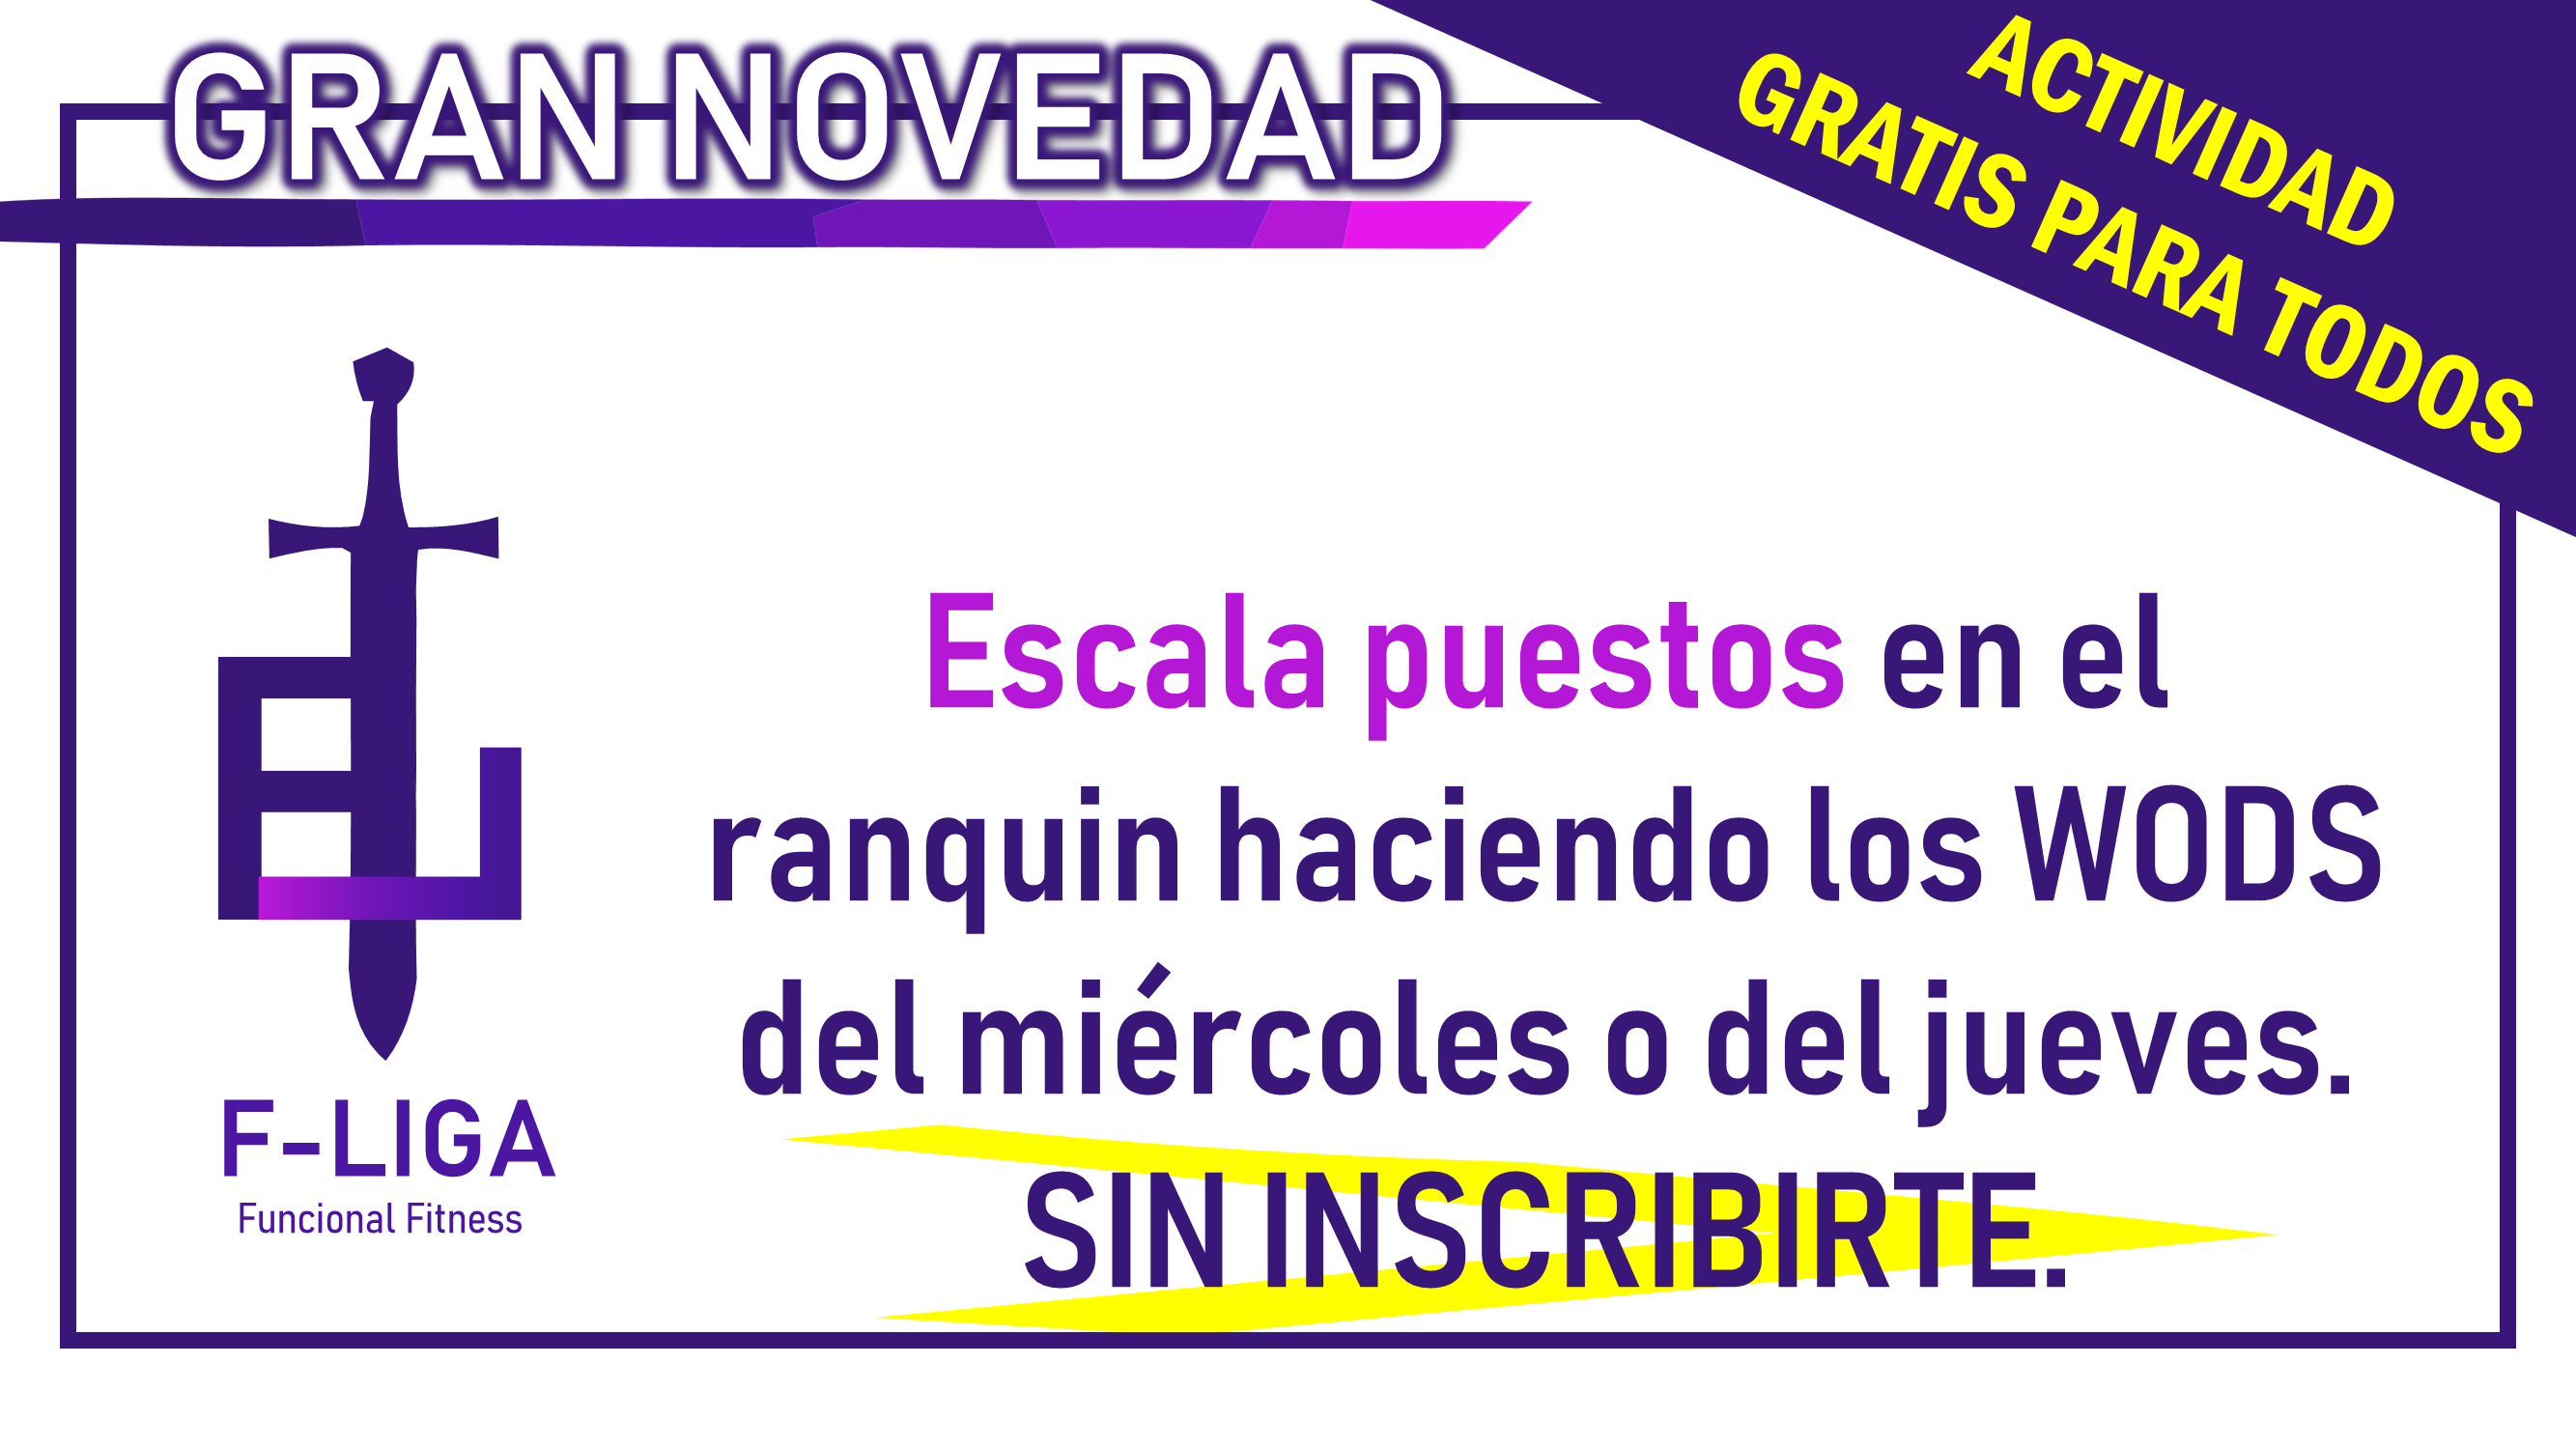 GRAN NOVEDAD
ACTIVIDAD
GRATIS PARA TODOS
Escala puestos en el
ranquin haciendo los WODS
del miércoles o del jueves.
SIN INSCRIBIRTE.
F-LIGA
Funcional Fitness